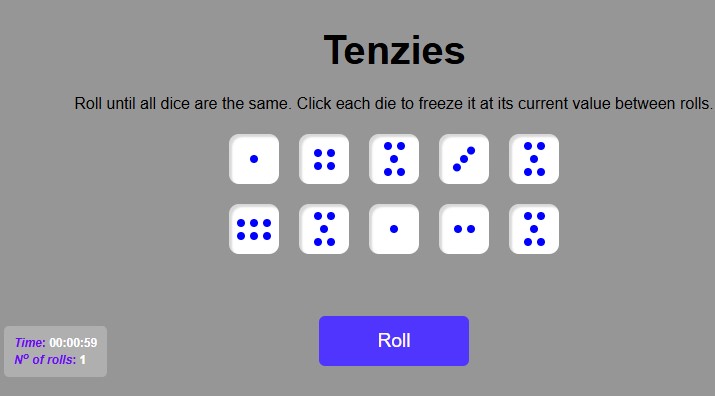 Tenzies
Roll until all dice are the same. Click each die to freeze it at its current value between rolls.
Roll
Time: 00:00:59
Nº of rolls: 1